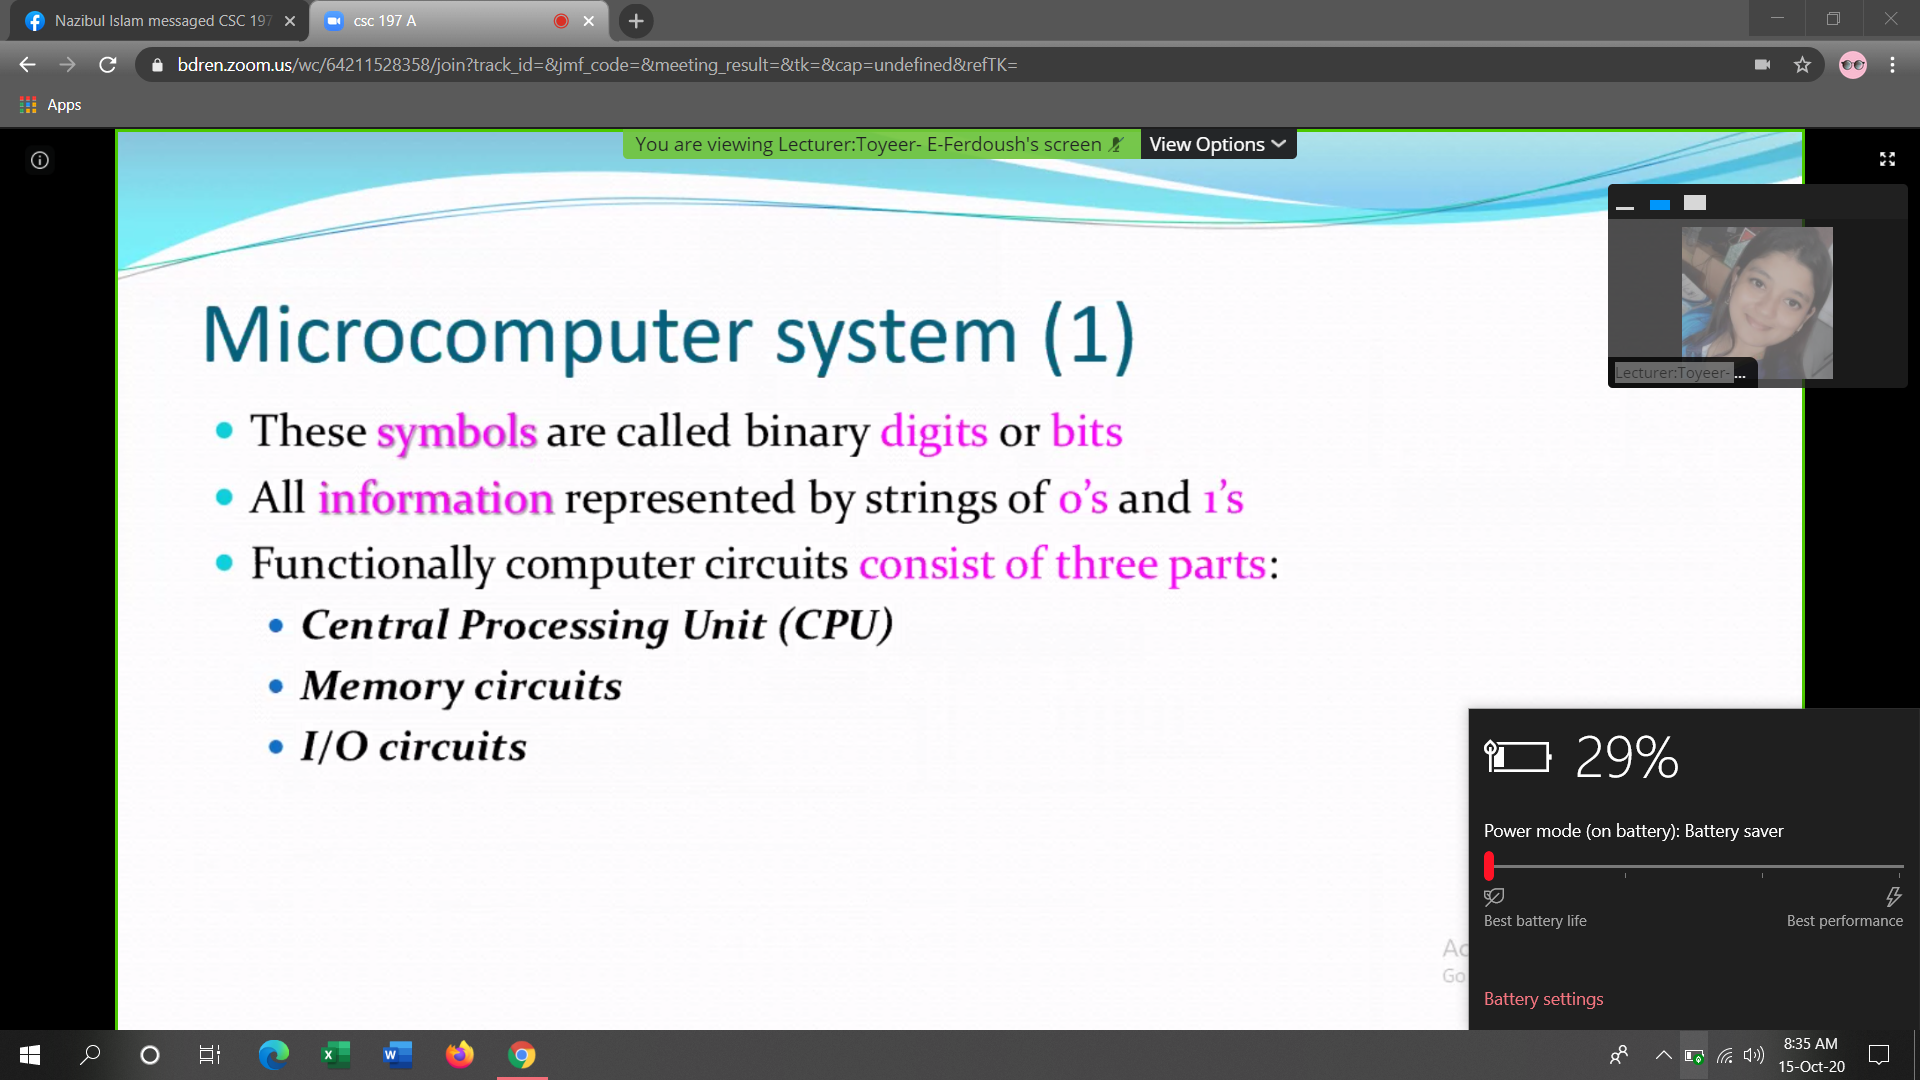 Nazibul Islam messaged CSC 197
csc 197 A
bdren.zoom.us/wc/64211528358/join?track_id=&jmf_code=&meeting_result=&tk=&cap=undefined&refTK=
Apps
You are viewing Lecturer:Toyeer- E-Ferdoush's screen
View Options
Lecturer:Toyeer- ...
Microcomputer system (1)
• These symbols are called binary digits or bits
• All information represented by strings of 0's and 1's
• Functionally computer circuits consist of three parts:
• Central Processing Unit (CPU)
• Memory circuits
• I/O circuits
29%
Power mode (on battery): Battery saver
Best battery life
Best performance
Go
Battery settings
8:35 AM
15-Oct-20